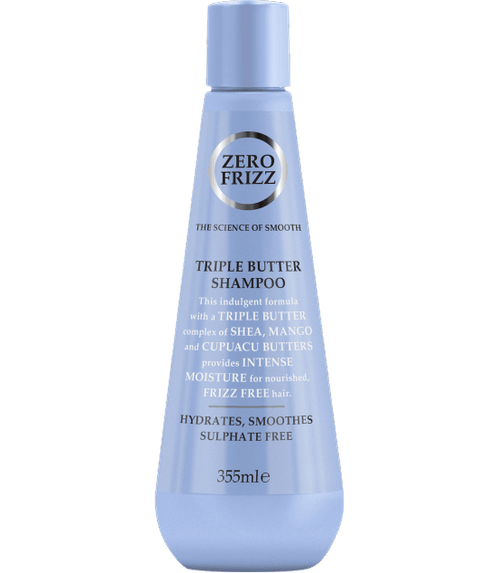 ZERO
FRIZZ
THE SCIENCE OF SMOOTH
TRIPLE BUTTER
SHAMPOO
This indulgent formula
with a TRIPLE BUTTER
complex of SHEA, MANGO
and CUPUACU BUTTERS
provides INTENSE
MOISTURE for nourished,
FRIZZ FREE hair.
HYDRATES, SMOOTHES
SULPHATE FREE
355ml℮